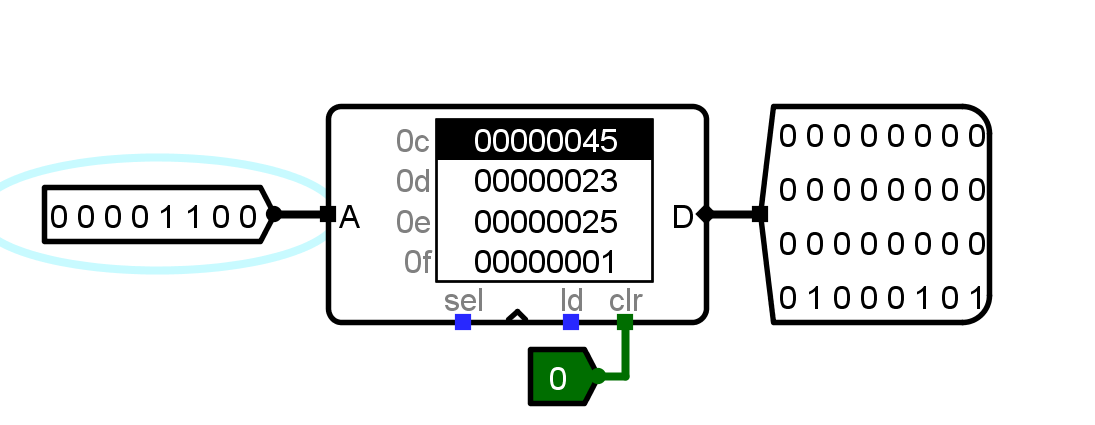 0 0 0 0 1 1 0 0
A
0c 00000045
0d 00000023
0e 00000025
0f 00000001
sel ld clr
D
0 0 0 0 0 0 0 0
0 0 0 0 0 0 0 0
0 0 0 0 0 0 0 0
0 1 0 0 0 1 0 1
0